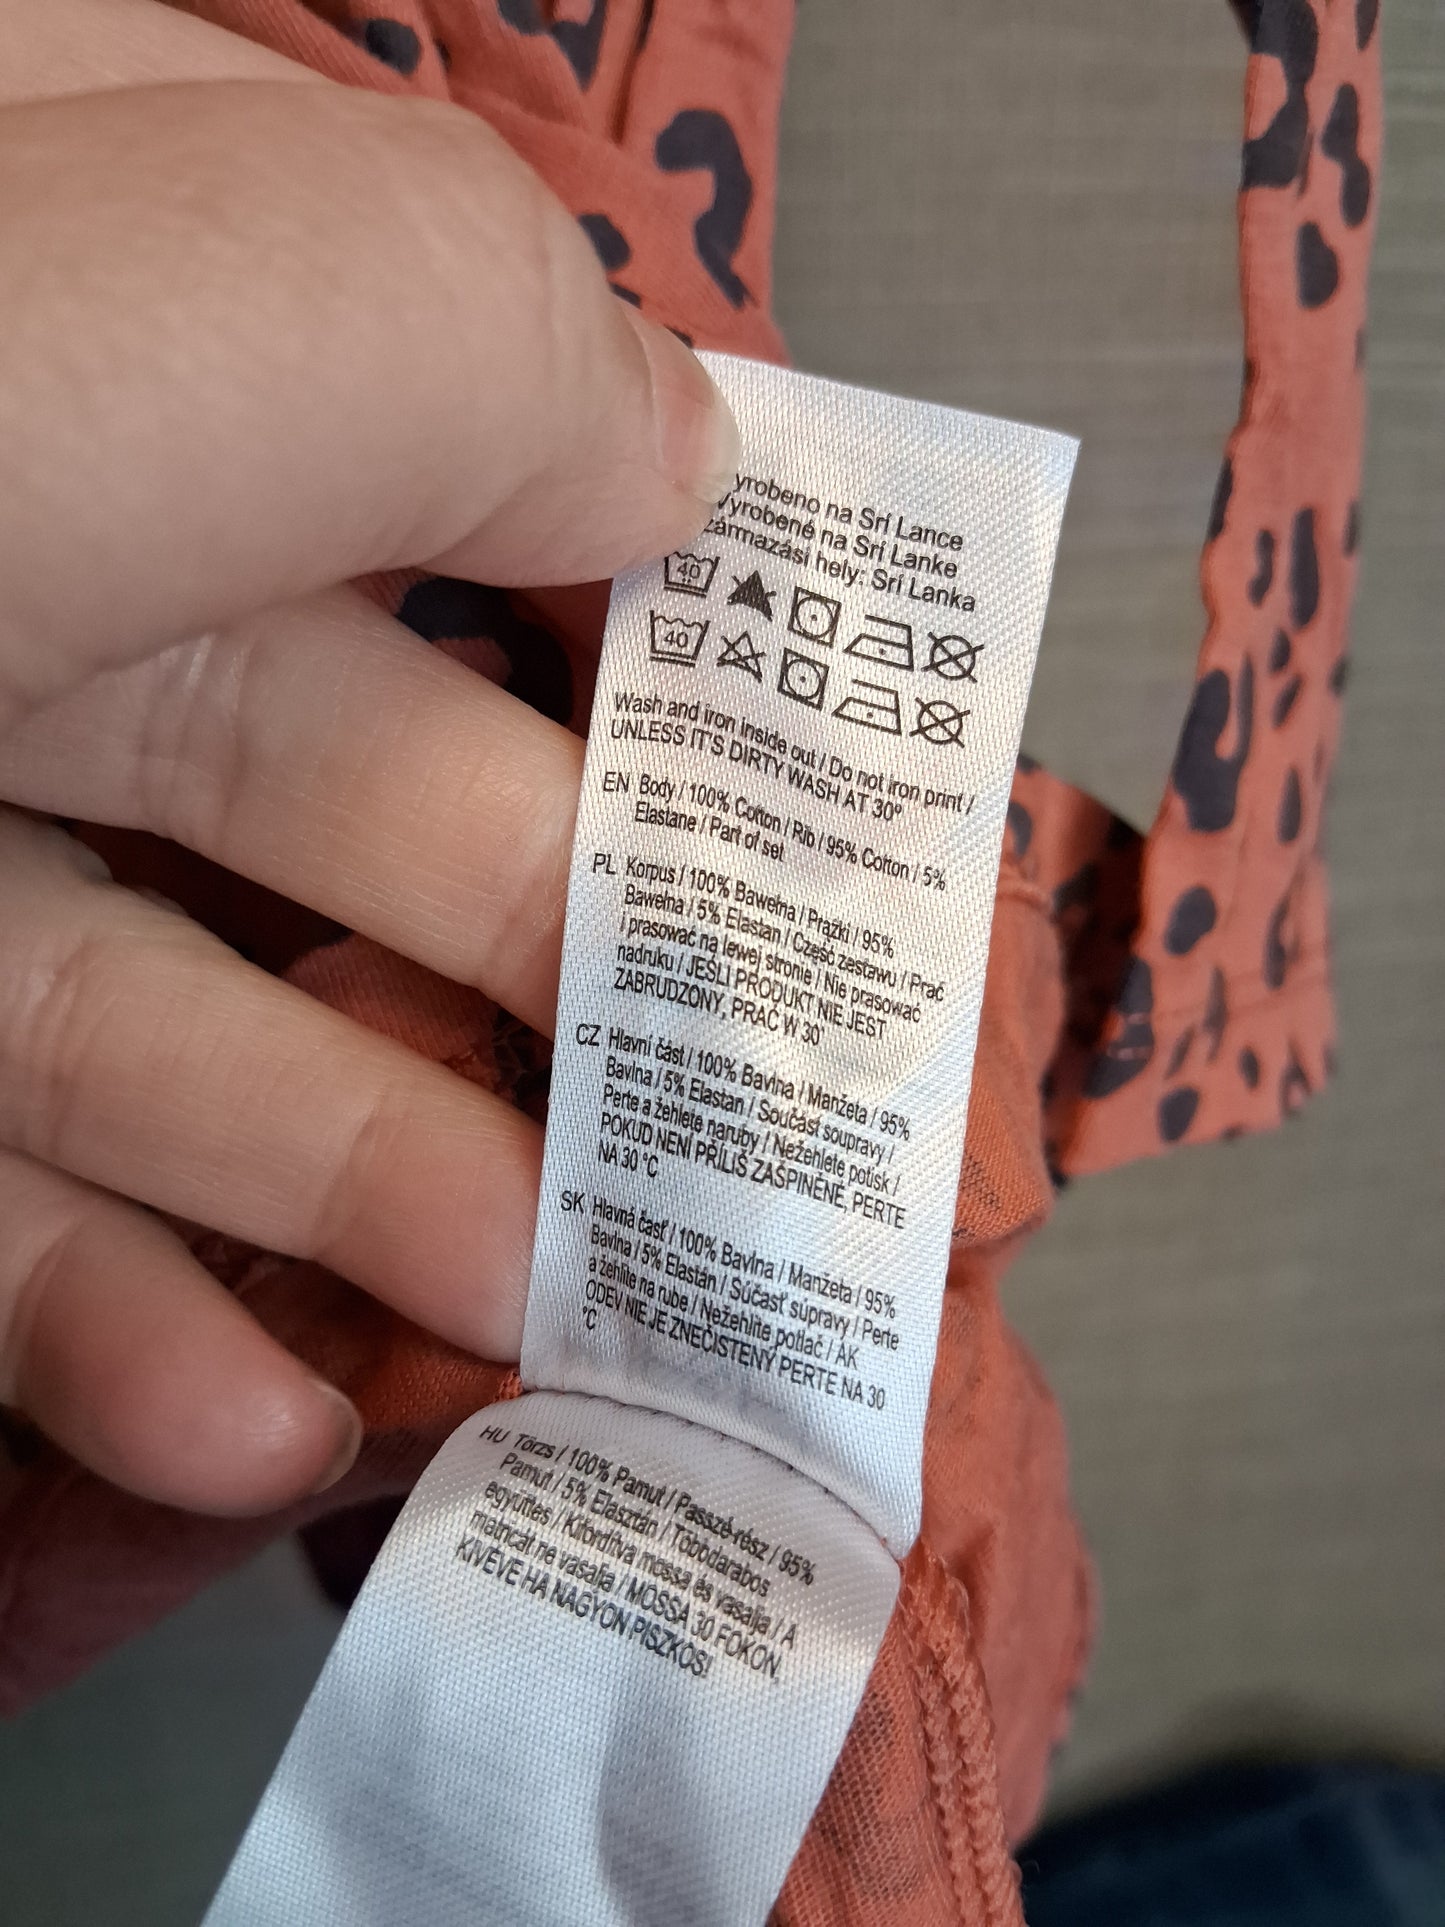 yrobeno na Srí Lance
Vyrobené na Srí Lanke
zármazási hely: Srí Lanka
40
40
Wash and iron inside out / Do not iron print /
UNLESS IT'S DIRTY WASH AT 30°
EN Body / 100% Cotton / Rib / 95% Cotton / 5%
Elastane / Part of set
PL Korpus / 100% Bawełna / Prążki / 95%
Bawełna / 5% Elastan / Część zestawu / Prać
/ prasować na lewej stronie / Nie prasować
nadruku / JEŚLI PRODUKT NIE JEST
ZABRUDZONY, PRAĆ W 30°
CZ Hlavní část / 100% Bavlna / Manžeta / 95%
Bavlna / 5% Elastan / Součást soupravy /
Perte a žehlete naruby / Nežehlete potisk /
POKUD NENÍ PŘÍLIŠ ZAŠPINĚNÉ, PERTE
NA 30 °C
SK Hlavná časť / 100% Bavlna / Manžeta / 95%
Bavlna / 5% Elastan / Súčasť súpravy / Perte
a žehlite na rube / Nežehlite potlač / AK
ODEV NIE JE ZNEČISTENÝ PERTE NA 30
°C
HU Törzs / 100% Pamut / Passzé-rész / 95%
Pamut / 5% Elasztán / Többdarabos
együttes / Kifordítva mossa és vasalja / A
matricát ne vasalja / MOSSA 30 FOKON,
KIVÉVE HA NAGYON PISZKOS!